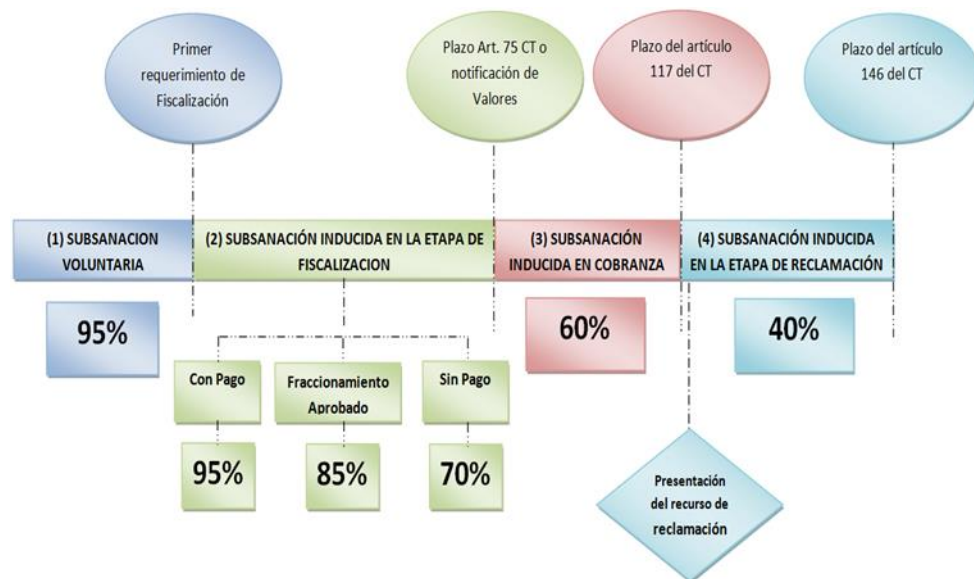 Primer
requerimiento de
Fiscalización
Plazo Art. 75 CT o
notificación de
Valores
Plazo del artículo
117 del CT
Plazo del artículo
146 del CT
(1) SUBSANACION
VOLUNTARIA
(2) SUBSANACIÓN INDUCIDA EN LA ETAPA DE
FISCALIZACION
(3) SUBSANACIÓN
INDUCIDA EN COBRANZA
(4) SUBSANACIÓN INDUCIDA
EN LA ETAPA DE RECLAMACIÓN
95%
60%
40%
Con Pago
Fraccionamiento
Aprobado
Sin Pago
95%
85%
70%
Presentación
del recurso de
reclamación